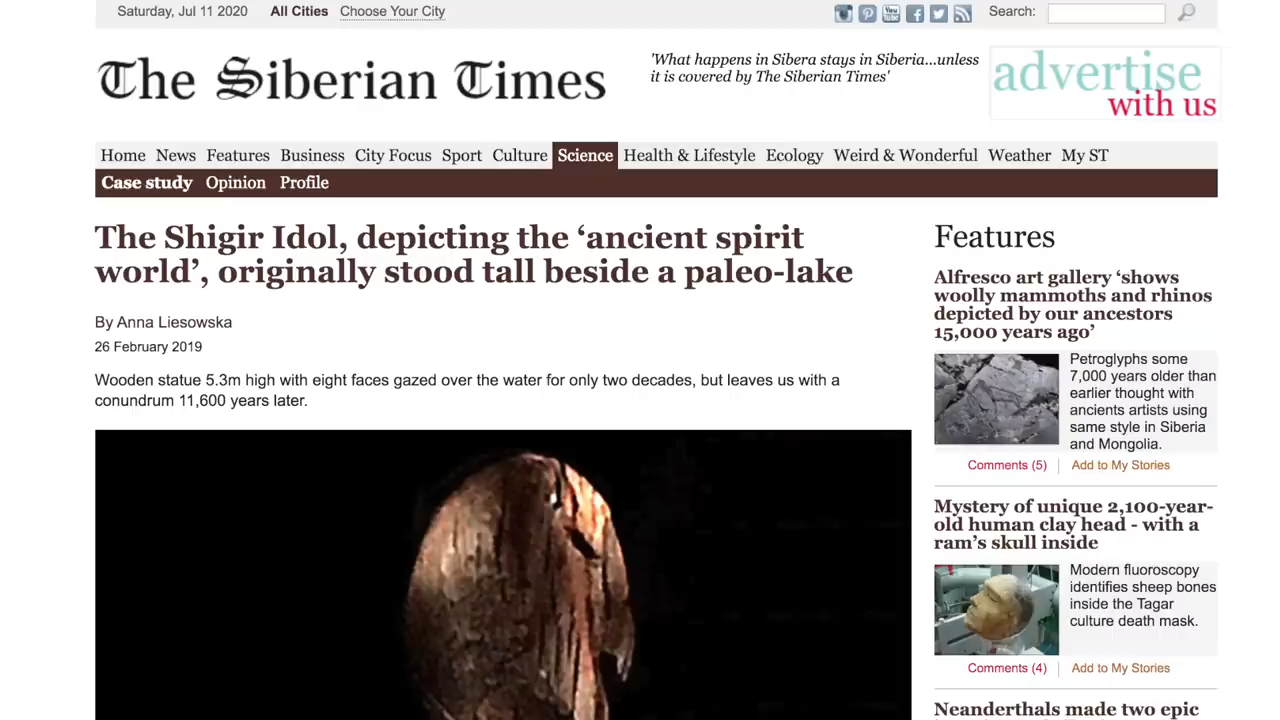 Saturday, Jul 11 2020 All Cities Choose Your City Search:
The Siberian Times
'What happens in Sibera stays in Siberia...unless
it is covered by The Siberian Times'
advertise
with us
Home News Features Business City Focus Sport Culture Science Health & Lifestyle Ecology Weird & Wonderful Weather My ST
Case study Opinion Profile
The Shigir Idol, depicting the ‘ancient spirit
world’, originally stood tall beside a paleo-lake
By Anna Liesowska
26 February 2019
Wooden statue 5.3m high with eight faces gazed over the water for only two decades, but leaves us with a
conundrum 11,600 years later.
Features
Alfresco art gallery ‘shows
woolly mammoths and rhinos
depicted by our ancestors
15,000 years ago’
Petroglyphs some
7,000 years older than
earlier thought with
ancients artists using
same style in Siberia
and Mongolia.
Comments (5) Add to My Stories
Mystery of unique 2,100-year-
old human clay head - with a
ram’s skull inside
Modern fluoroscopy
identifies sheep bones
inside the Tagar
culture death mask.
Comments (4) Add to My Stories
Neanderthals made two epic